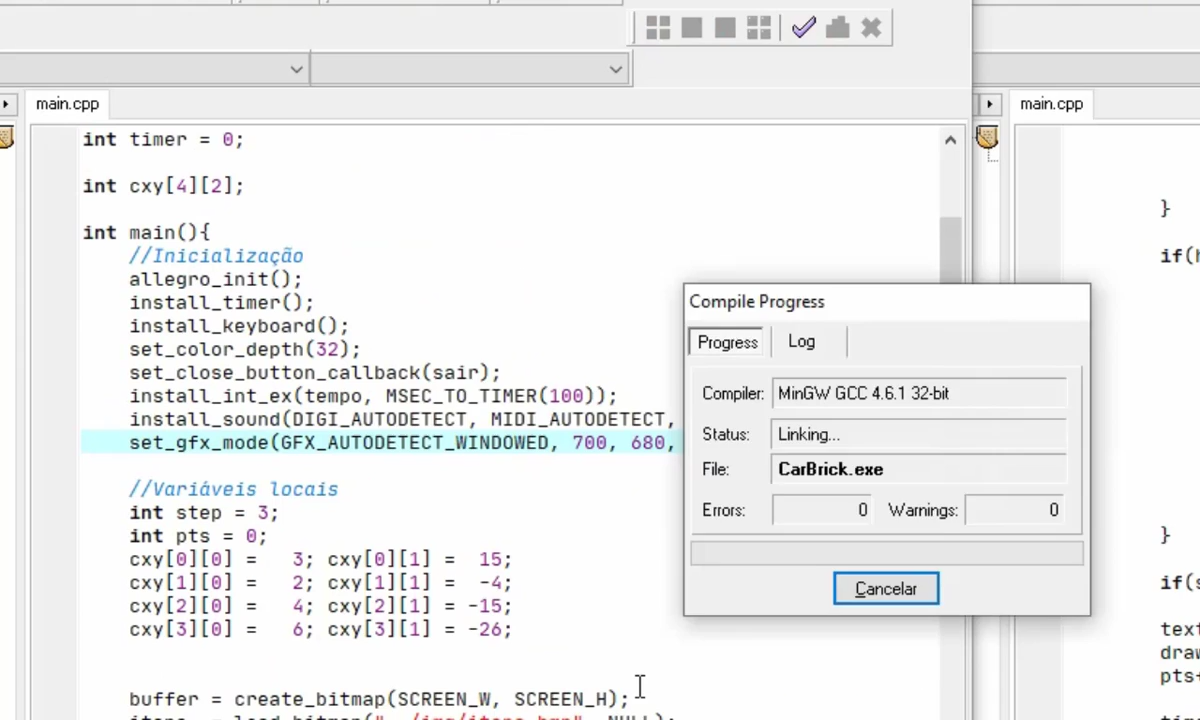 main.cpp
int timer = 0;
int cxy[4][2];
int main(){
//Inicialização
allegro_init();
install_timer();
install_keyboard();
set_color_depth(32);
set_close_button_callback(sair);
install_int_ex(tempo, MSEC_TO_TIMER(100));
install_sound(DIGI_AUTODETECT, MIDI_AUTODETECT,
set_gfx_mode(GFX_AUTODETECT_WINDOWED, 700, 680,
//Variáveis locais
int step = 3;
int pts = 0;
cxy[0][0] =   3; cxy[0][1] =  15;
cxy[1][0] =   2; cxy[1][1] =  -4;
cxy[2][0] =   4; cxy[2][1] = -15;
cxy[3][0] =   6; cxy[3][1] = -26;
buffer = create_bitmap(SCREEN_W, SCREEN_H);
Compile Progress
Progress Log
Compiler: MinGW GCC 4.6.1 32-bit
Status: Linking...
File: CarBrick.exe
Errors: 0 Warnings: 0
Cancelar
main.cpp
}
if(
}
if(s
text
draw
pts+